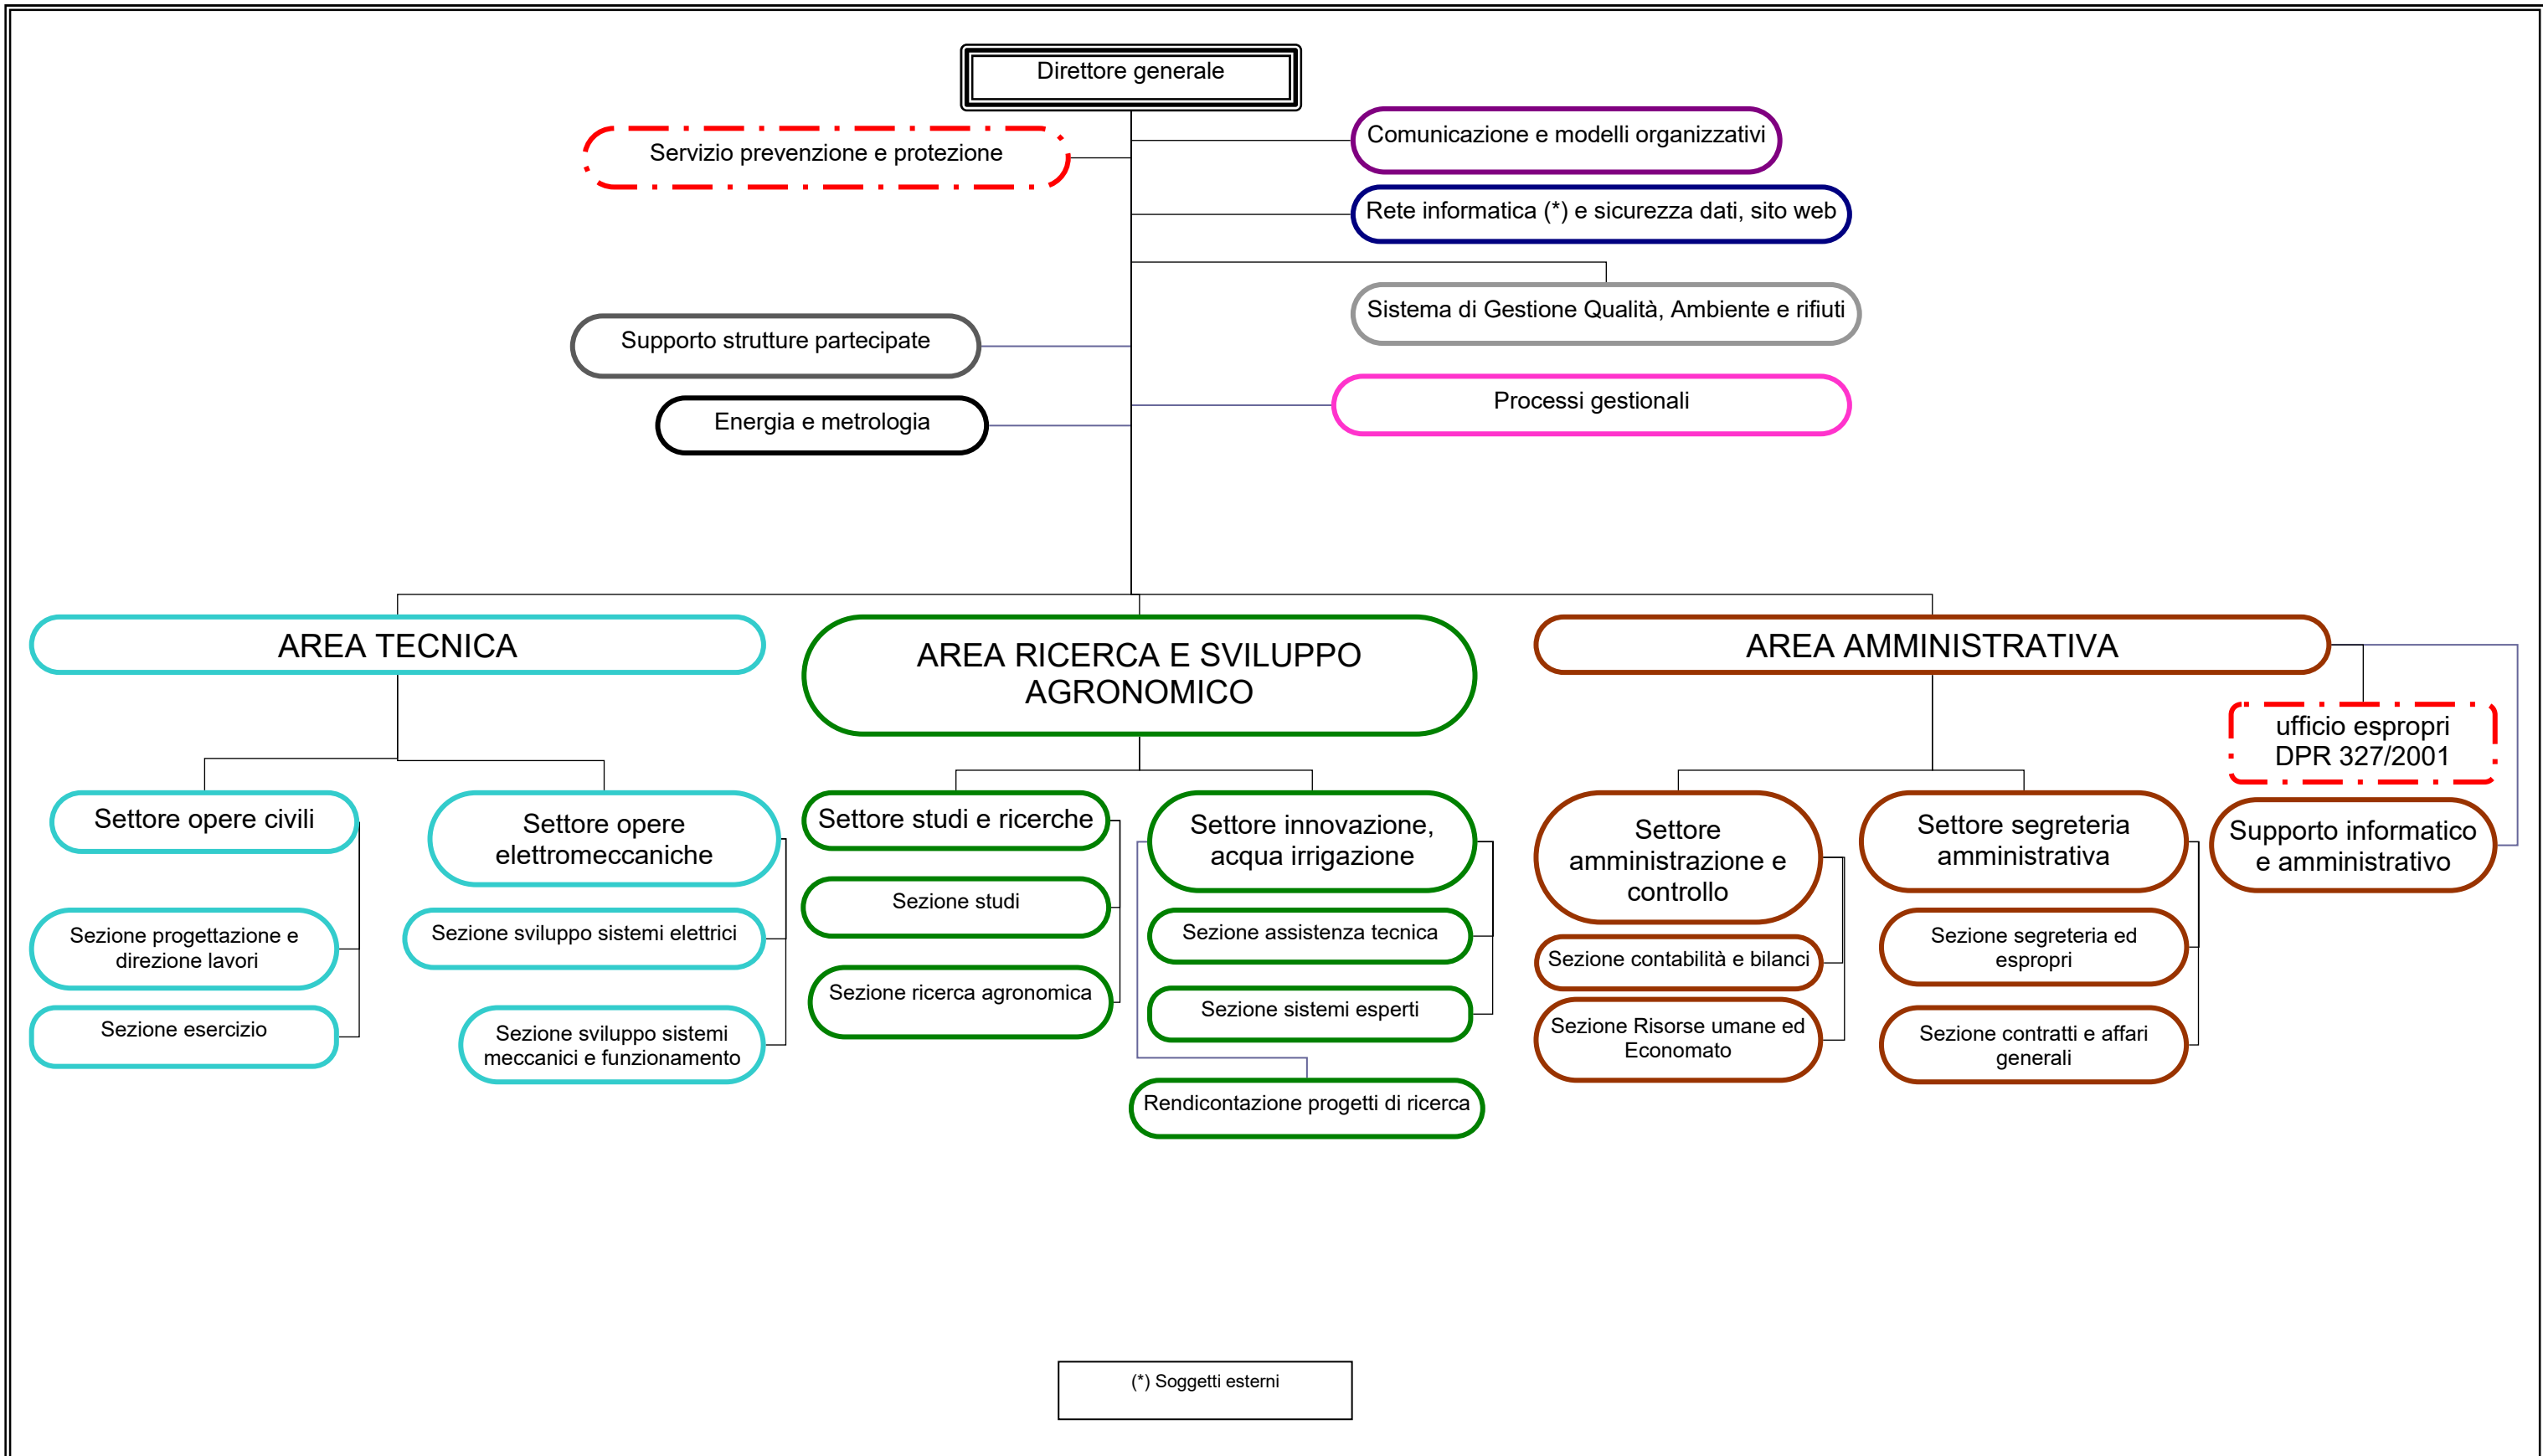 Direttore generale
Comunicazione e modelli organizzativi
Servizio prevenzione e protezione
Rete informatica (*) e sicurezza dati, sito web
Sistema di Gestione Qualità, Ambiente e rifiuti
Supporto strutture partecipate
Processi gestionali
Energia e metrologia
AREA TECNICA
AREA RICERCA E SVILUPPO
AGRONOMICO
AREA AMMINISTRATIVA
ufficio espropri
DPR 327/2001
Settore opere civili
Settore opere
elettromeccaniche
Settore studi e ricerche
Settore innovazione,
acqua irrigazione
Settore
amministrazione e
controllo
Settore segreteria
amministrativa
Supporto informatico
e amministrativo
Sezione progettazione e
direzione lavori
Sezione esercizio
Sezione sviluppo sistemi elettrici
Sezione sviluppo sistemi
meccanici e funzionamento
Sezione studi
Sezione ricerca agronomica
Sezione assistenza tecnica
Sezione sistemi esperti
Rendicontazione progetti di ricerca
Sezione contabilità e bilanci
Sezione Risorse umane ed
Economato
Sezione segreteria ed
espropri
Sezione contratti e affari
generali
(*) Soggetti esterni